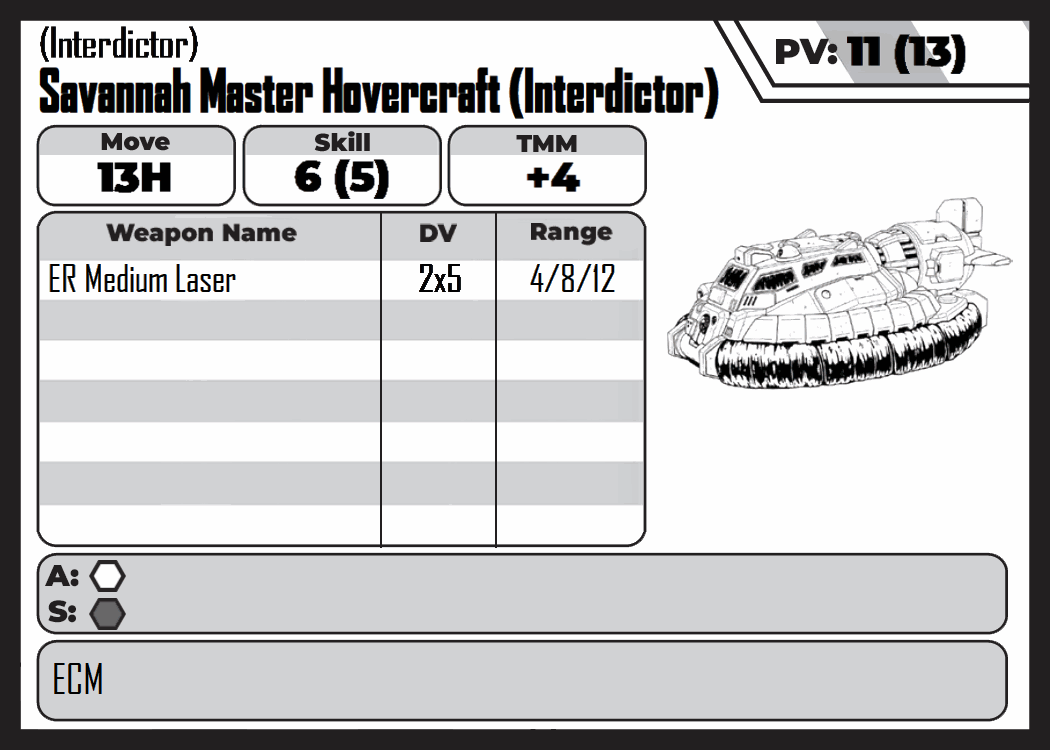 (Interdictor)
PV: 11 (13)
Savannah Master Hovercraft (Interdictor)
Move
13H
Skill
6 (5)
TMM
+4
Weapon Name DV Range
ER Medium Laser 2x5 4/8/12
A:
S:
ECM